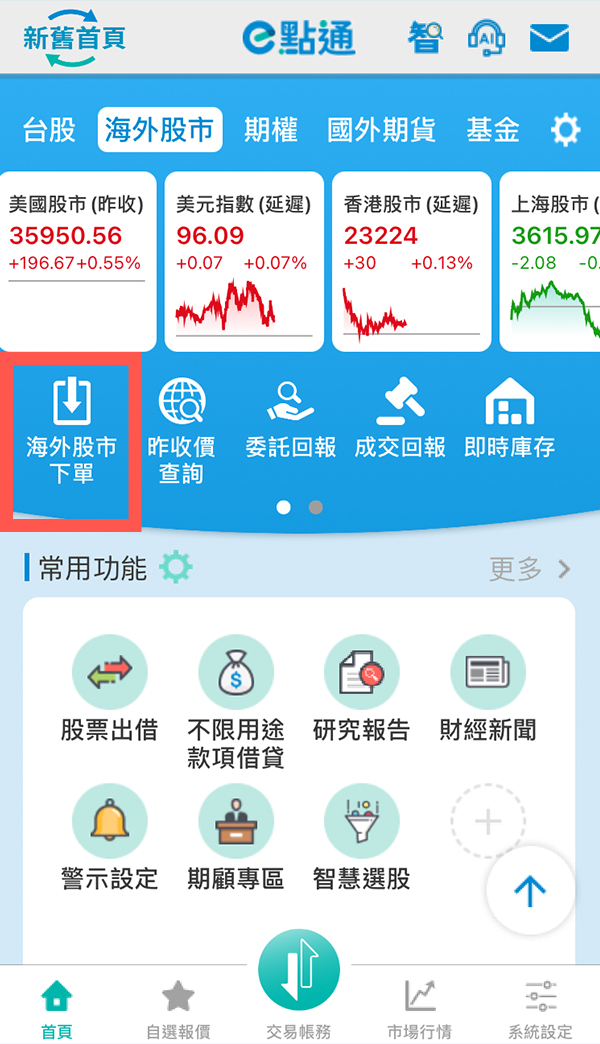 新舊首頁
e點通
智
AI
台股 海外股市 期權 國外期貨 基金
美國股市(昨收) 美元指數(延遲) 香港股市(延遲) 上海股市(
35950.56 96.09 23224 3615.97
+196.67+0.55% +0.07 +0.07% +30 +0.13% -2.08 -0.
海外股市 昨收價 委託回報 成交回報 即時庫存
下單 查詢
常用功能 更多
$
股票出借 不限用途 研究報告 財經新聞
款項借貸
警示設定 期顧專區 智慧選股
首頁 自選報價 交易帳務 市場行情 系統設定